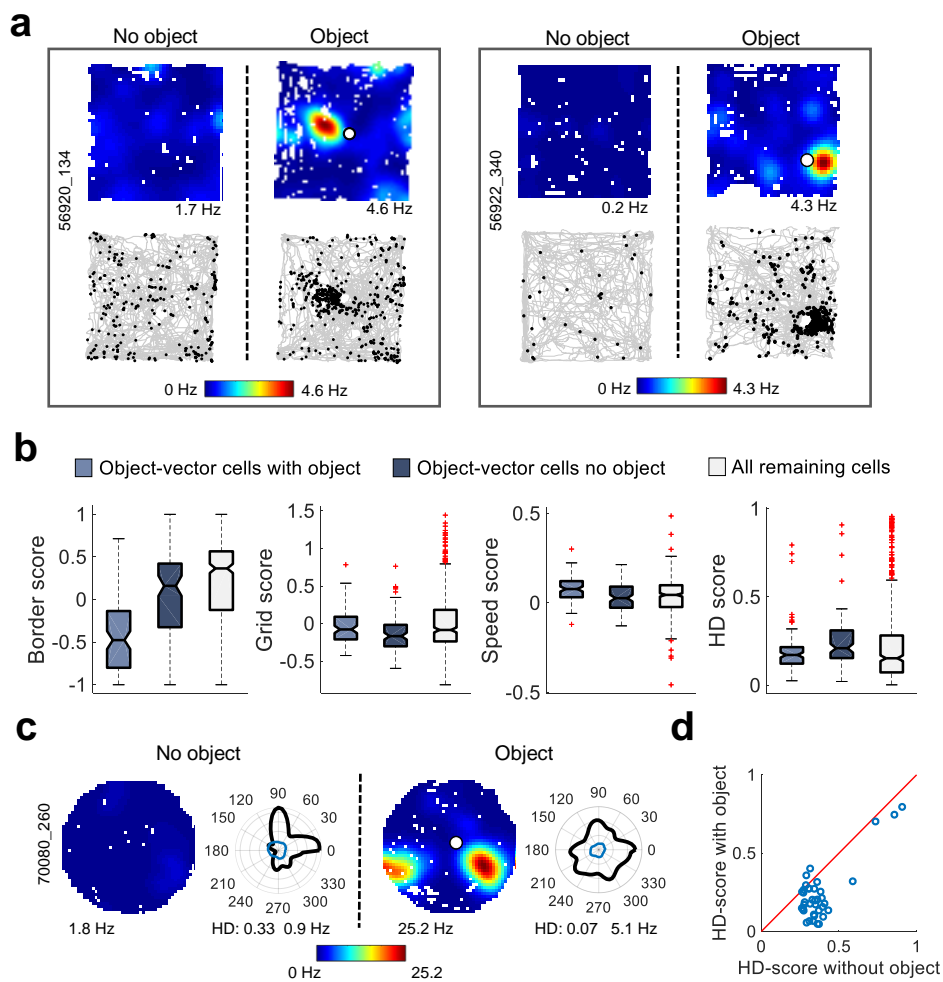 a
No object
Object
No object
Object
56920_134
1.7 Hz
4.6 Hz
0 Hz
4.6 Hz
56922_340
0.2 Hz
4.3 Hz
0 Hz
4.3 Hz
b
Object-vector cells with object
Object-vector cells no object
All remaining cells
Border score
1
0.5
0
-0.5
-1
Grid score
1.5
1
0.5
0
-0.5
Speed score
0.5
0
-0.5
HD score
1
0.5
0
c
No object
Object
70080_260
1.8 Hz
120
90
60
150
30
180
0
210
330
240
270
300
HD: 0.33 0.9 Hz
25.2 Hz
120
90
60
150
30
180
0
210
330
240
270
300
HD: 0.07 5.1 Hz
0 Hz
25.2
d
HD-score with object
1
0.5
0
0
0.5
1
HD-score without object